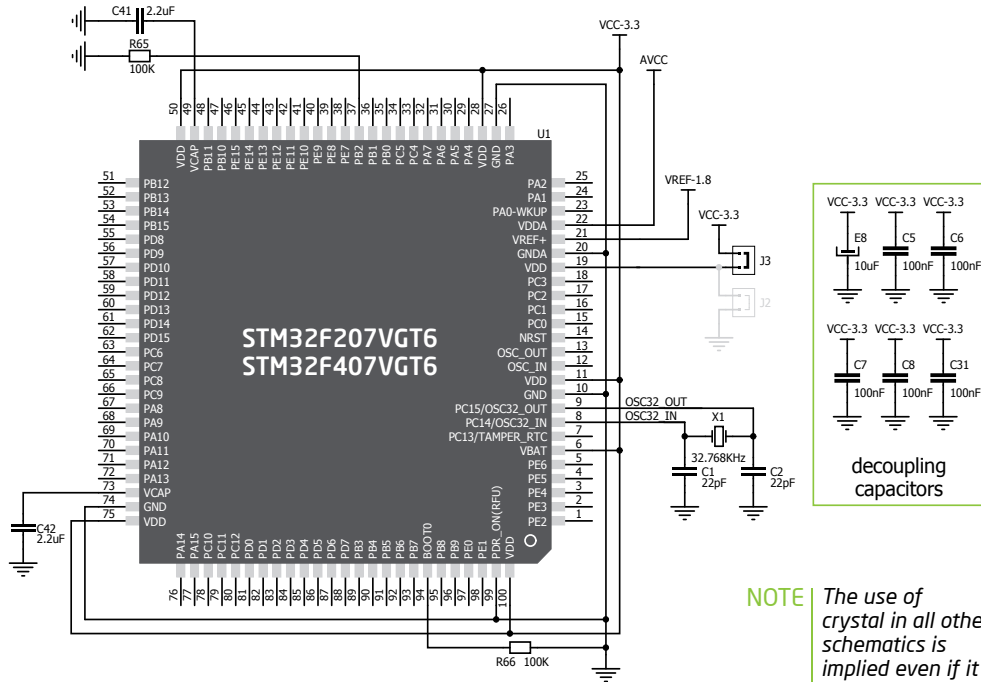 C41
2.2uF
R65
100K
VCC-3.3
AVCC
50
49
48
47
46
45
44
43
42
41
40
39
38
37
36
35
34
33
32
31
30
29
28
27
26
U1
VDD
VCAP
PB11
PB10
PE15
PE14
PE13
PE12
PE11
PE10
PE9
PE8
PE7
PB2
PB1
PB0
PC5
PC4
PA7
PA6
PA5
PA4
VDD
GND
PA3
51 PB12
52 PB13
53 PB14
54 PB15
55 PD8
56 PD9
57 PD10
58 PD11
59 PD12
60 PD13
61 PD14
62 PD15
63 PC6
64 PC7
65 PC8
66 PC9
67 PA8
68 PA9
69 PA10
70 PA11
71 PA12
72 PA13
73 VCAP
74 GND
75 VDD
STM32F207VGT6
STM32F407VGT6
PA2 25
PA1 24
PA0-WKUP 23
VDDA 22
VREF+ 21
GNDA 20
VDD 19
PC3 18
PC2 17
PC1 16
PC0 15
NRST 14
OSC_OUT 13
OSC_IN 12
VDD 11
GND 10
PC15/OSC32_OUT 9
PC14/OSC32_IN 8
PC13/TAMPER_RTC 7
VBAT 6
PE6 5
PE5 4
PE4 3
PE3 2
PE2 1
PA14
PA15
PC10
PC11
PC12
PD0
PD1
PD2
PD3
PD4
PD5
PD6
PD7
PB3
PB4
PB5
PB6
PB7
BOOT0
PB8
PB9
PE0
PE1
PDR_ON(RFU)
VDD
76
77
78
79
80
81
82
83
84
85
86
87
88
89
90
91
92
93
94
95
96
97
98
99
100
C42
2.2uF
R66 100K
VREF-1.8
VCC-3.3
J3
J2
OSC32_OUT
OSC32_IN
X1
32.768KHz
C1
22pF
C2
22pF
VCC-3.3 VCC-3.3 VCC-3.3
E8 C5 C6
10uF 100nF 100nF
VCC-3.3 VCC-3.3 VCC-3.3
C7 C8 C31
100nF 100nF 100nF
decoupling
capacitors
NOTE
The use of
crystal in all othe
schematics is
implied even if it